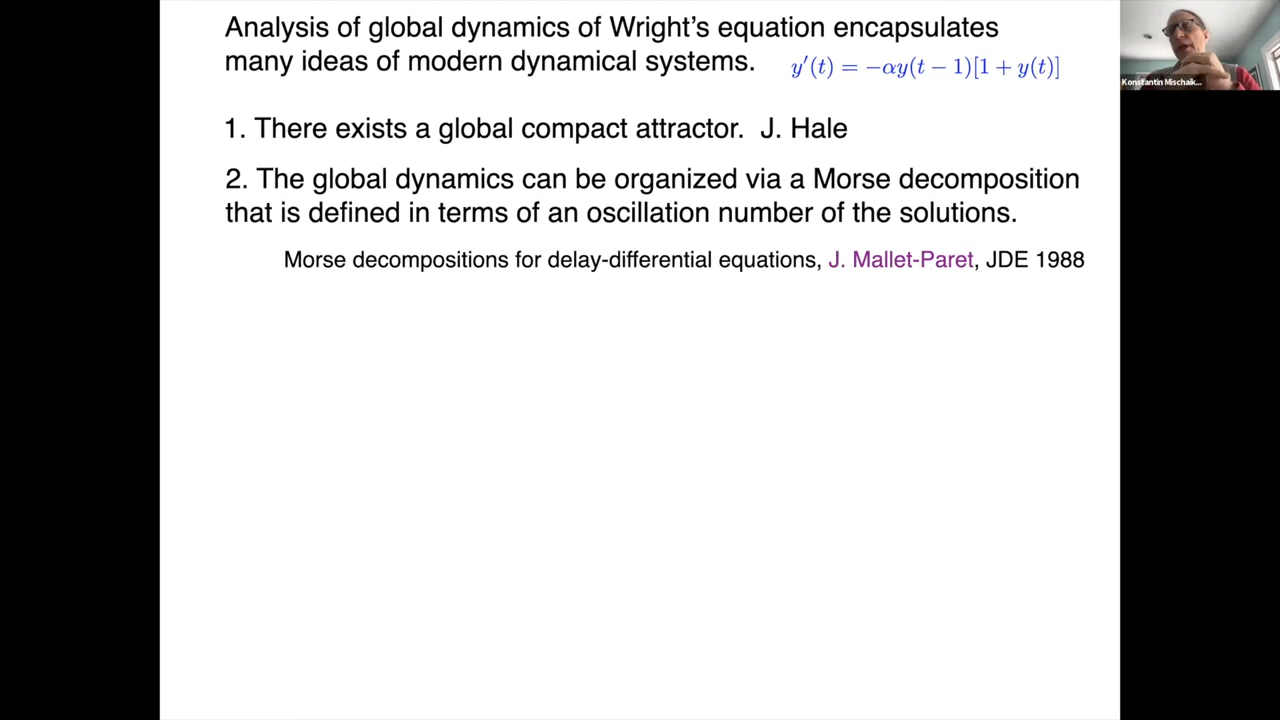 Analysis of global dynamics of Wright's equation encapsulates
many ideas of modern dynamical systems. y′(t) = −αy(t − 1)[1 + y(t)]
Konstantin Mischaik...
1. There exists a global compact attractor. J. Hale
2. The global dynamics can be organized via a Morse decomposition
that is defined in terms of an oscillation number of the solutions.
Morse decompositions for delay-differential equations, J. Mallet-Paret, JDE 1988